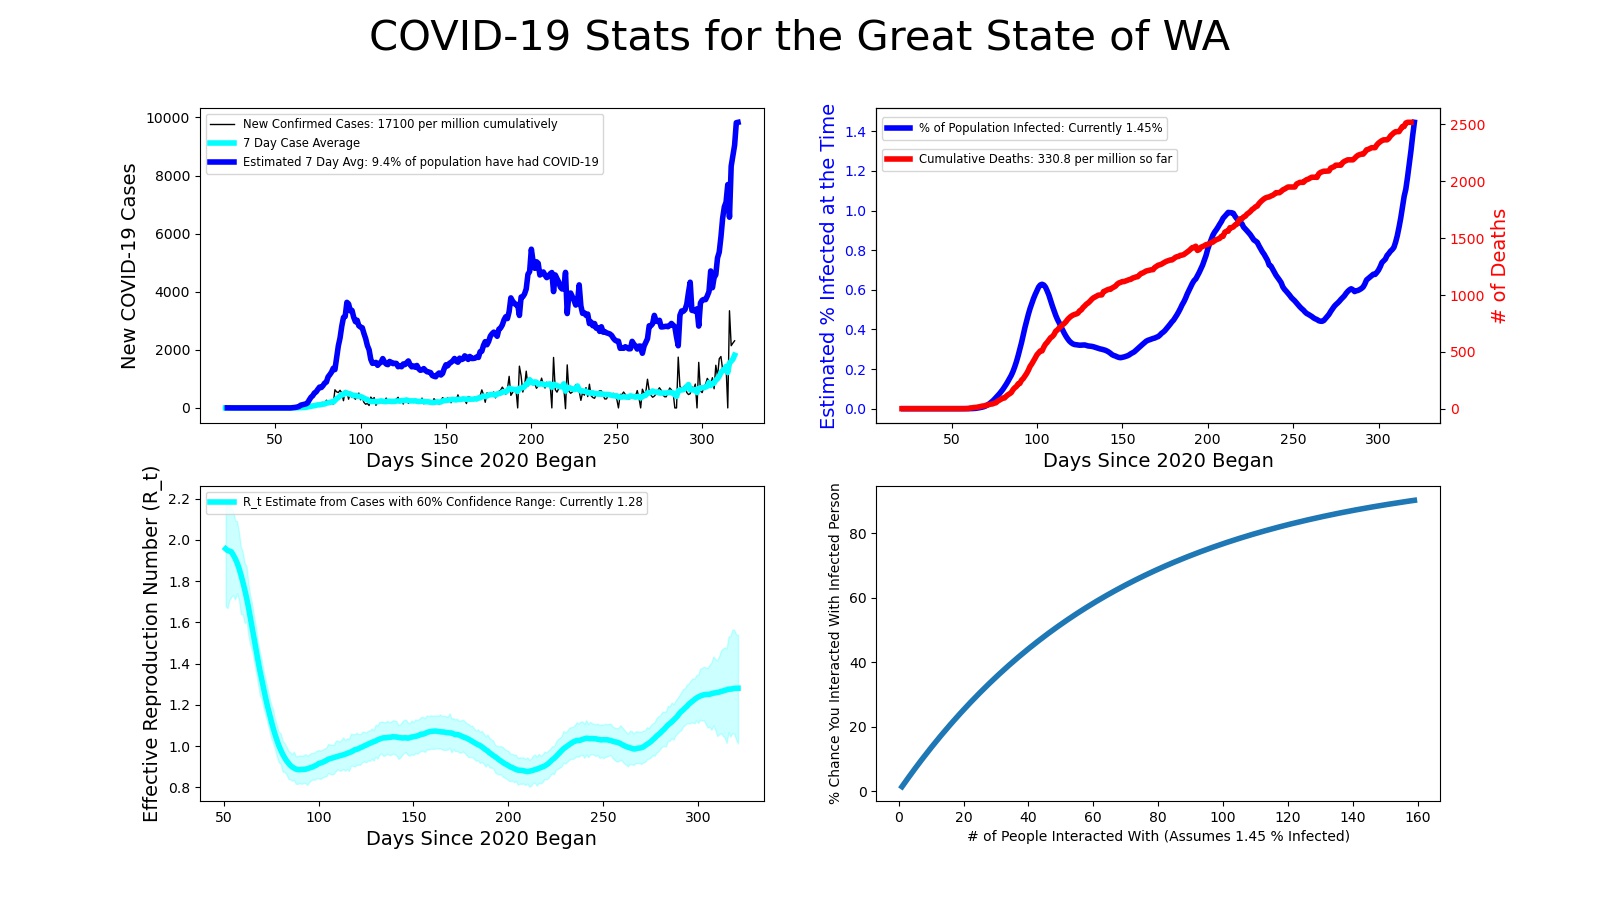 COVID-19 Stats for the Great State of WA
New COVID-19 Cases
10000
8000
6000
4000
2000
0
New Confirmed Cases: 17100 per million cumulatively
7 Day Case Average
Estimated 7 Day Avg: 9.4% of population have had COVID-19
50 100 150 200 250 300
Days Since 2020 Began
Estimated % Infected at the Time
1.4
1.2
1.0
0.8
0.6
0.4
0.2
0.0
% of Population Infected: Currently 1.45%
Cumulative Deaths: 330.8 per million so far
2500
2000
1500
1000
500
0
# of Deaths
50 100 150 200 250 300
Days Since 2020 Began
Effective Reproduction Number (R_t)
2.2
2.0
1.8
1.6
1.4
1.2
1.0
0.8
R_t Estimate from Cases with 60% Confidence Range: Currently 1.28
50 100 150 200 250 300
Days Since 2020 Began
% Chance You Interacted With Infected Person
80
60
40
20
0
0 20 40 60 80 100 120 140 160
# of People Interacted With (Assumes 1.45 % Infected)